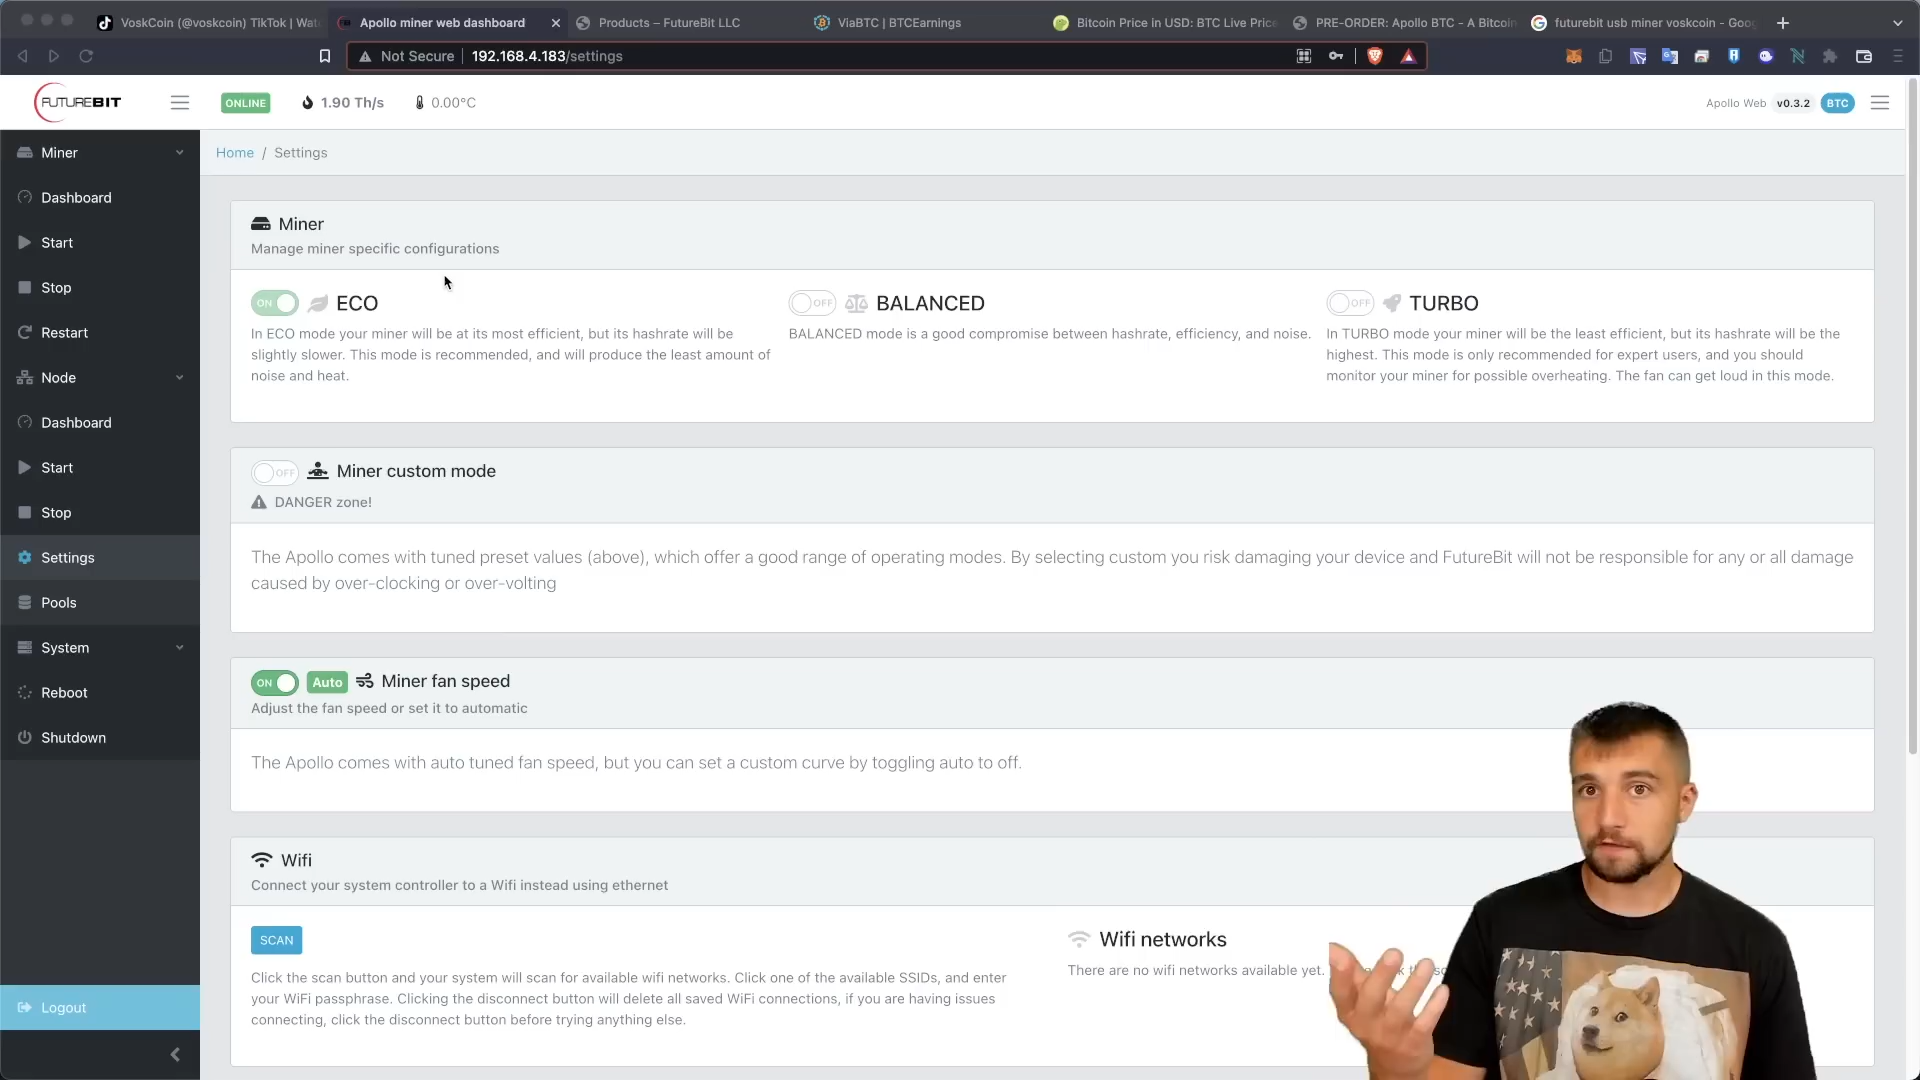 VoskCoin (@voskcoin) TikTok | Wat
Apollo miner web dashboard
Products – FutureBit LLC
ViaBTC | BTCEarnings
Bitcoin Price in USD: BTC Live Price
PRE-ORDER: Apollo BTC - A Bitcoin
futurebit usb miner voskcoin - Goog
Not Secure
192.168.4.183/settings
FUTUREBIT
ONLINE
1.90 Th/s
0.00°C
Apollo Web
v0.3.2
BTC
Miner
Dashboard
Start
Stop
Restart
Node
Dashboard
Start
Stop
Settings
Pools
System
Reboot
Shutdown
Logout
Home / Settings
Miner
Manage miner specific configurations
ON
ECO
In ECO mode your miner will be at its most efficient, but its hashrate will be
slightly slower. This mode is recommended, and will produce the least amount of
noise and heat.
OFF
BALANCED
BALANCED mode is a good compromise between hashrate, efficiency, and noise.
OFF
TURBO
In TURBO mode your miner will be the least efficient, but its hashrate will be the
highest. This mode is only recommended for expert users, and you should
monitor your miner for possible overheating. The fan can get loud in this mode.
OFF
Miner custom mode
DANGER zone!
The Apollo comes with tuned preset values (above), which offer a good range of operating modes. By selecting custom you risk damaging your device and FutureBit will not be responsible for any or all damage
caused by over-clocking or over-volting
ON
Auto
Miner fan speed
Adjust the fan speed or set it to automatic
The Apollo comes with auto tuned fan speed, but you can set a custom curve by toggling auto to off.
Wifi
Connect your system controller to a Wifi instead using ethernet
SCAN
Click the scan button and your system will scan for available wifi networks. Click one of the available SSIDs, and enter
your WiFi passphrase. Clicking the disconnect button will delete all saved WiFi connections, if you are having issues
connecting, click the disconnect button before trying anything else.
Wifi networks
There are no wifi networks available yet.